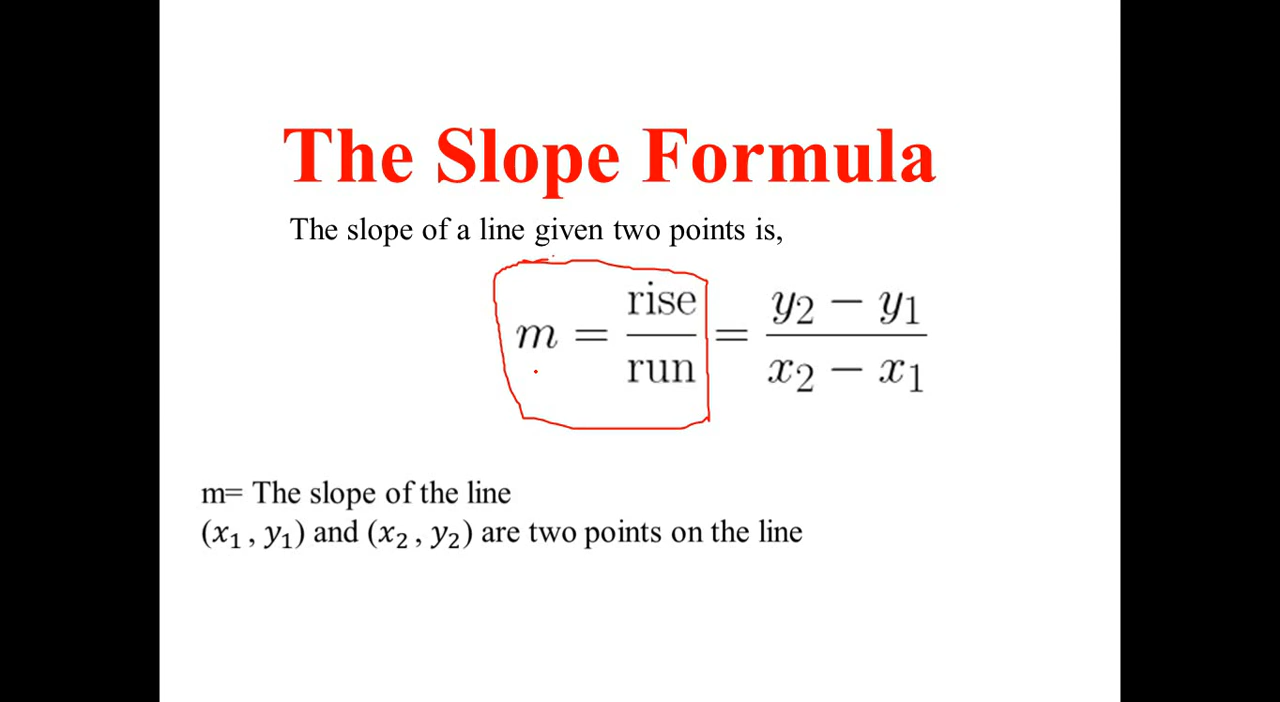 The Slope Formula
The slope of a line given two points is,
m = rise/run = (y₂ − y₁)/(x₂ − x₁)
m= The slope of the line
(x₁ , y₁) and (x₂ , y₂) are two points on the line